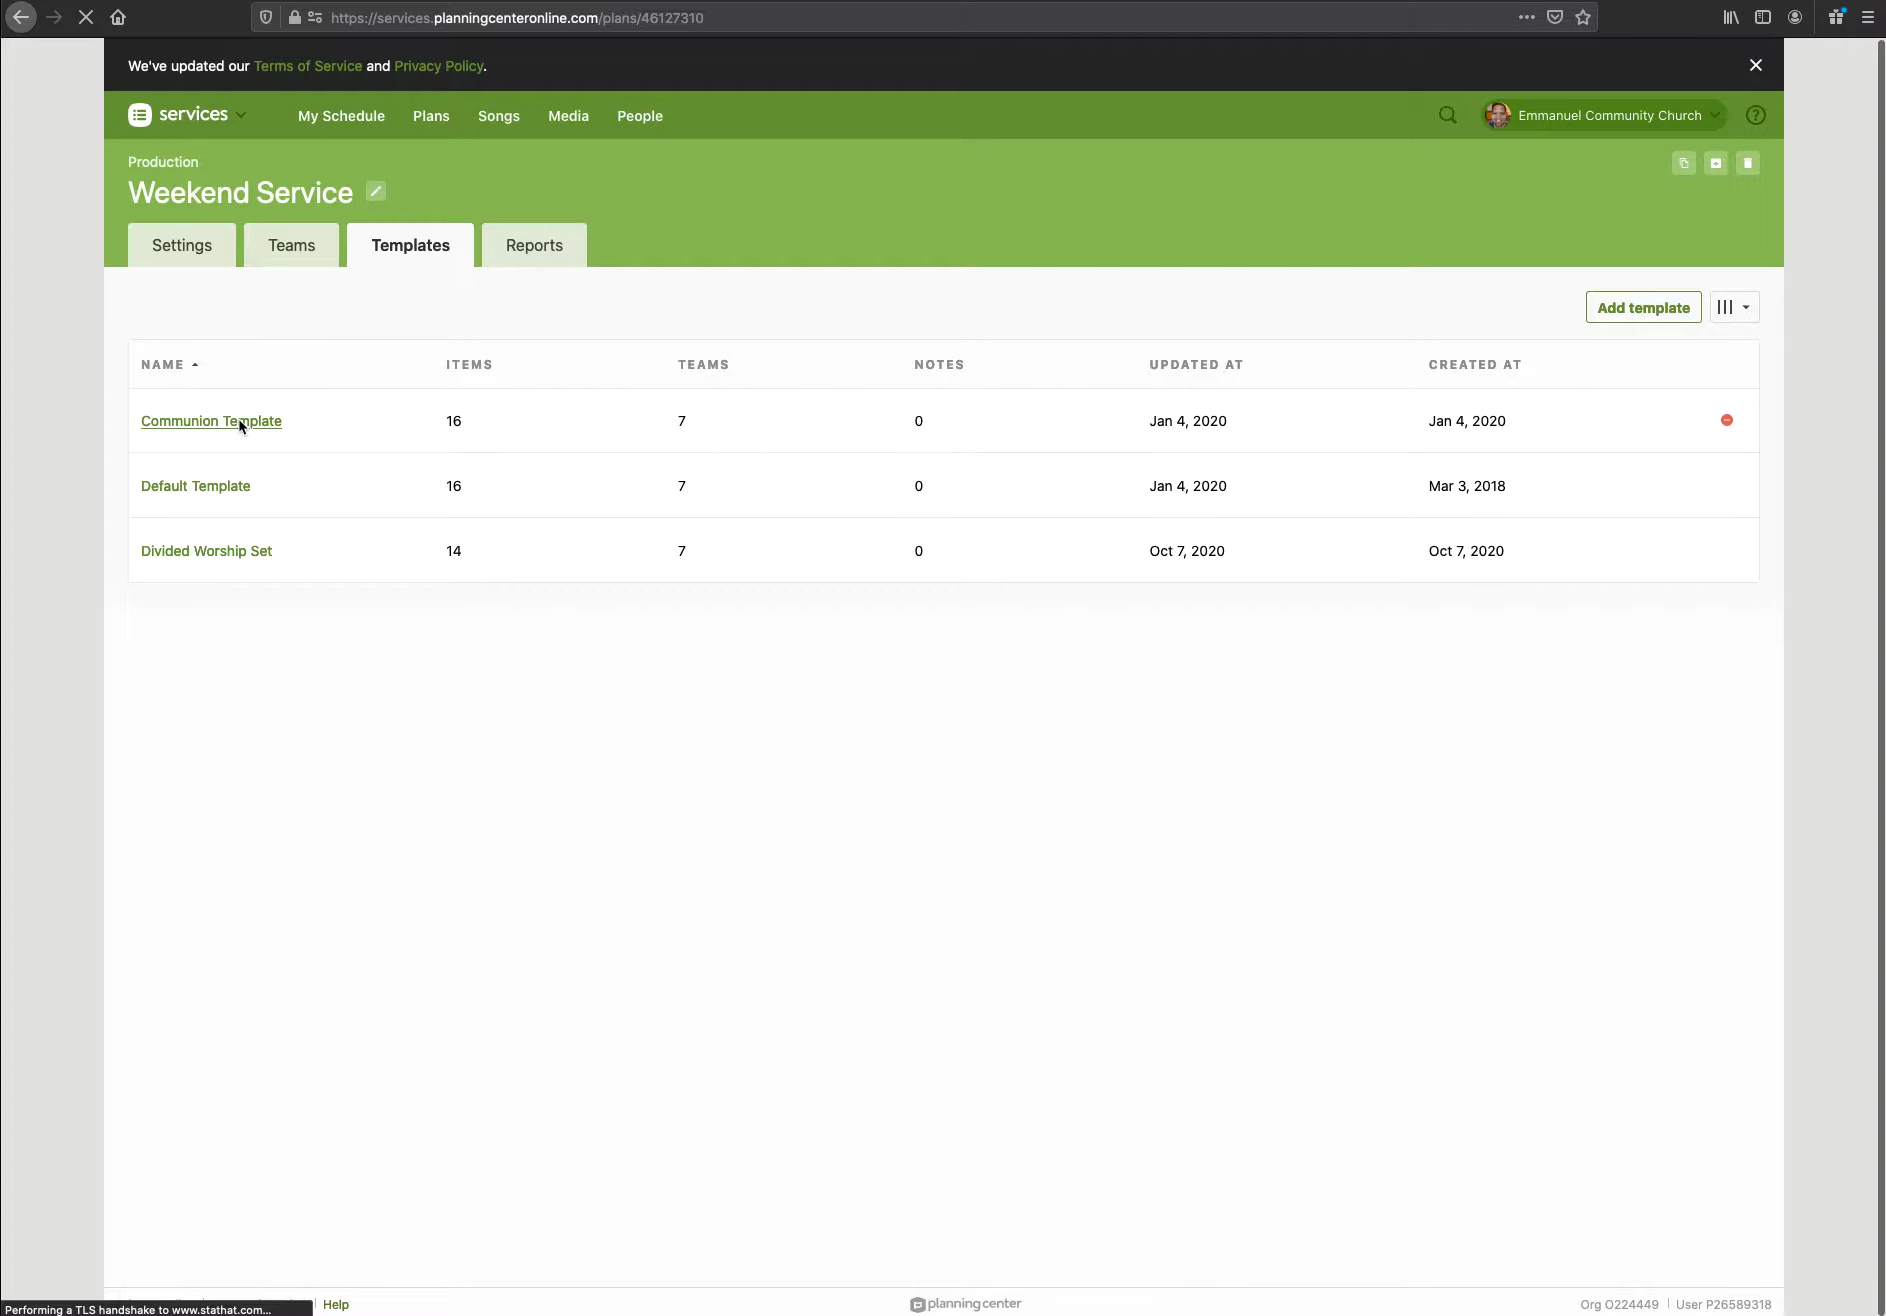 https://services.planningcenteronline.com/plans/46127310
We've updated our Terms of Service and Privacy Policy.
services My Schedule Plans Songs Media People Emmanuel Community Church
Production
Weekend Service
Settings Teams Templates Reports
Add template
NAME ITEMS TEAMS NOTES UPDATED AT CREATED AT
Communion Template 16 7 0 Jan 4, 2020 Jan 4, 2020
Default Template 16 7 0 Jan 4, 2020 Mar 3, 2018
Divided Worship Set 14 7 0 Oct 7, 2020 Oct 7, 2020
Performing a TLS handshake to www.stathat.com... Help planning center Org O224449 User P26589318